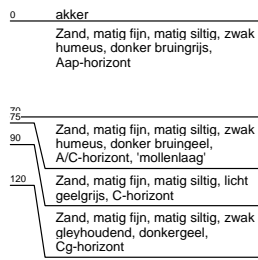 0 akker
Zand, matig fijn, matig siltig, zwak
humeus, donker bruingrijs,
Aap-horizont
70
75
Zand, matig fijn, matig siltig, zwak
90
humeus, donker bruingeel,
A/C-horizont, 'mollenlaag'
120
Zand, matig fijn, matig siltig, licht
geelgrijs, C-horizont
Zand, matig fijn, matig siltig, zwak
gleyhoudend, donkergeel,
Cg-horizont